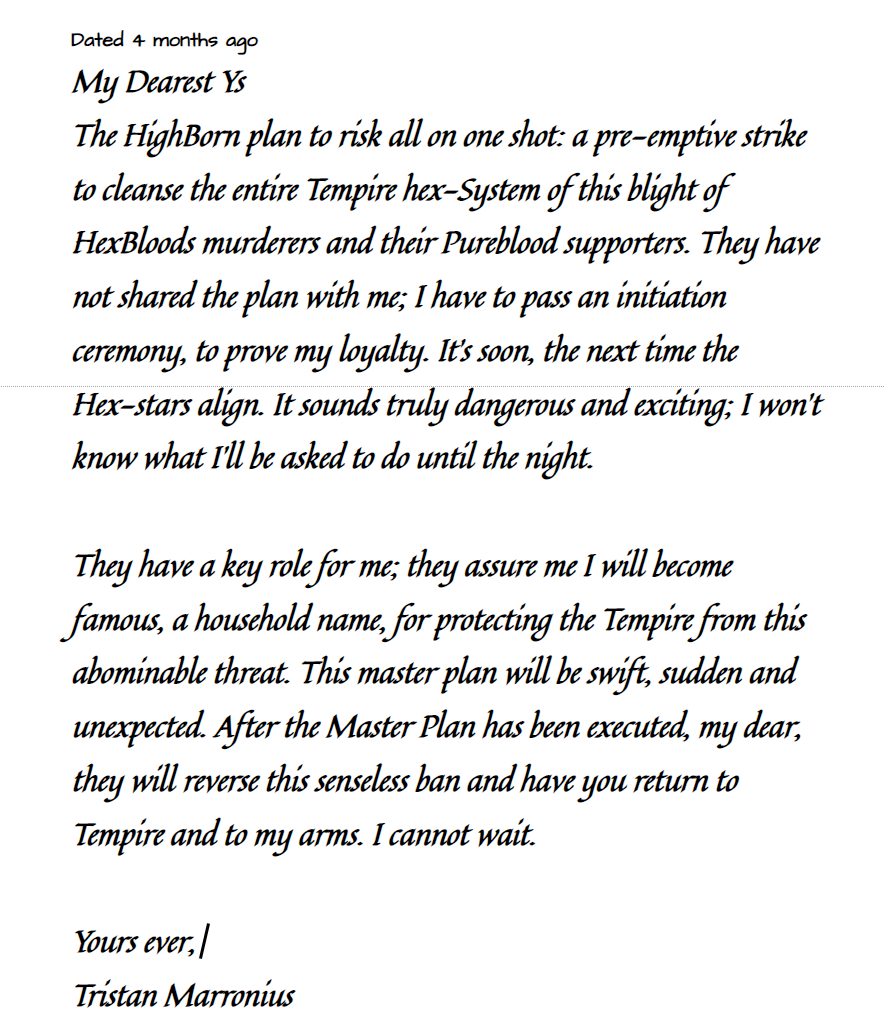 Dated 4 months ago
My Dearest Ys
The HighBorn plan to risk all on one shot: a pre-emptive strike
to cleanse the entire Tempire hex-System of this blight of
HexBloods murderers and their Pureblood supporters. They have
not shared the plan with me; I have to pass an initiation
ceremony, to prove my loyalty. It's soon, the next time the
Hex-stars align. It sounds truly dangerous and exciting; I won't
know what I'll be asked to do until the night.
They have a key role for me; they assure me I will become
famous, a household name, for protecting the Tempire from this
abominable threat. This master plan will be swift, sudden and
unexpected. After the Master Plan has been executed, my dear,
they will reverse this senseless ban and have you return to
Tempire and to my arms. I cannot wait.
Yours ever,
Tristan Marronius